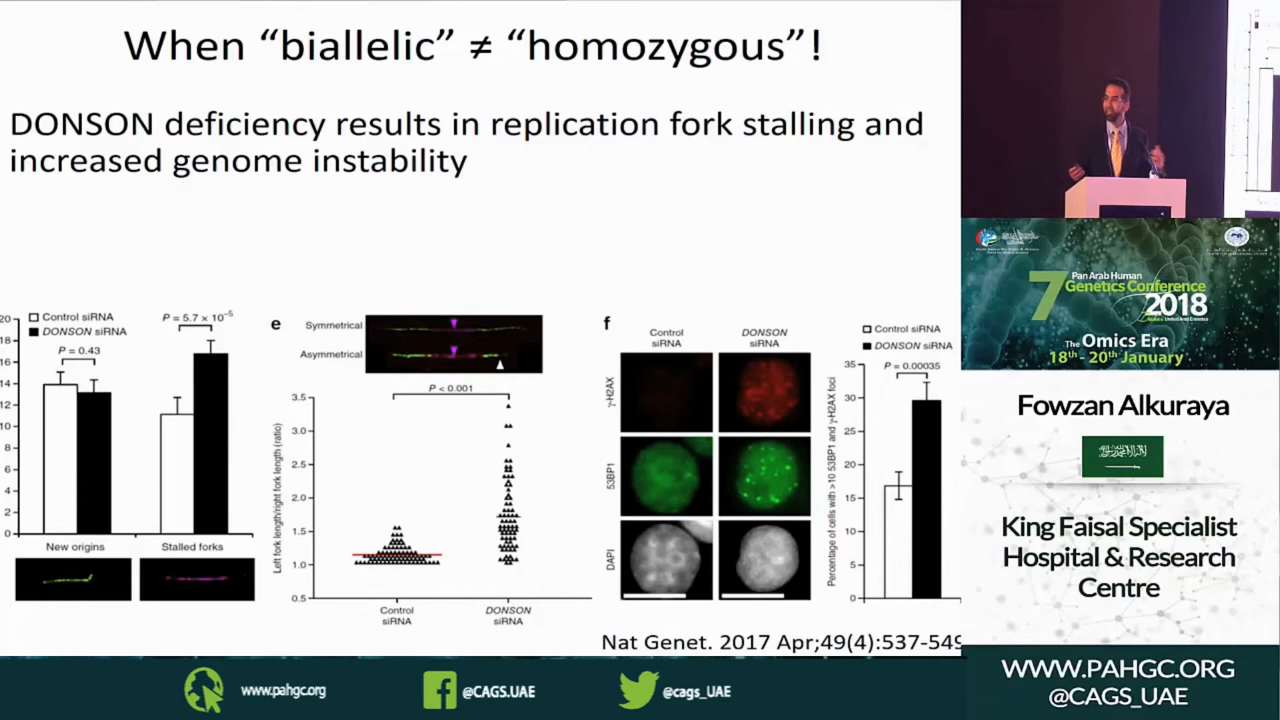 When “biallelic” ≠ “homozygous”!
DONSON deficiency results in replication fork stalling and
increased genome instability
Control siRNA
DONSON siRNA
P = 5.7 × 10⁻⁵
P = 0.43
20
18
16
14
12
10
8
6
4
2
0
New origins
Stalled forks
e
Symmetrical
Asymmetrical
P < 0.001
Left fork length/right fork length (ratio)
3.5
3.0
2.5
2.0
1.5
1.0
0.5
Control
siRNA
DONSON
siRNA
f
Control
siRNA
DONSON
siRNA
γ-H2AX
53BP1
DAPI
Control siRNA
DONSON siRNA
P = 0.00035
Percentage of cells with >10 53BP1 and γ-H2AX foci
35
30
25
20
15
10
5
0
Nat Genet. 2017 Apr;49(4):537-549
www.pahgc.org
@CAGS.UAE
@cags_UAE
7
Pan Arab Human
Genetics Conference
2018
The Omics Era
18th - 20th January
Fowzan Alkuraya
King Faisal Specialist
Hospital & Research
Centre
WWW.PAHGC.ORG
@CAGS_UAE